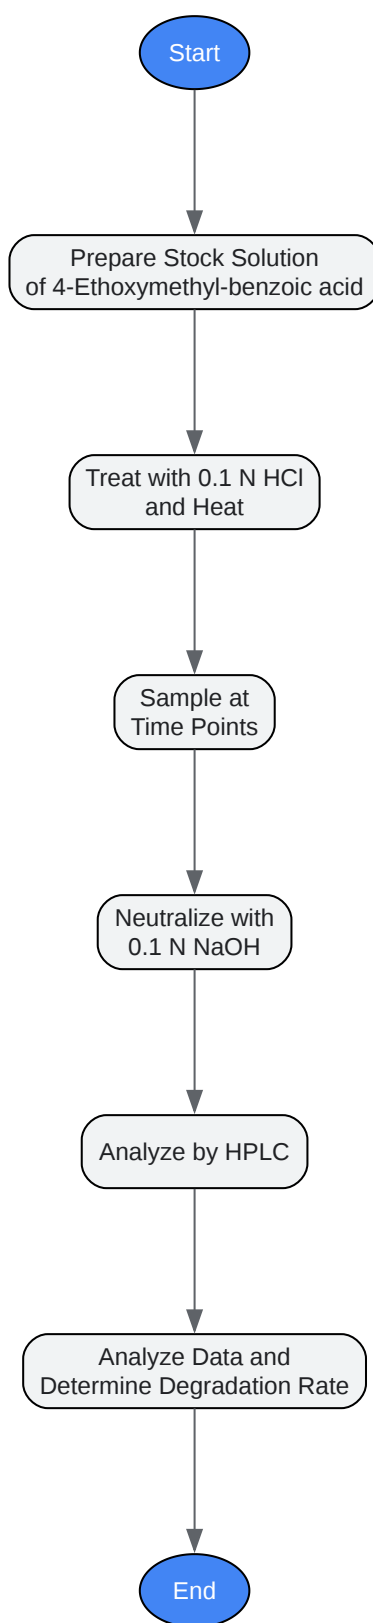 Start
Prepare Stock Solution
of 4-Ethoxymethyl-benzoic acid
Treat with 0.1 N HCl
and Heat
Sample at
Time Points
Neutralize with
0.1 N NaOH
Analyze by HPLC
Analyze Data and
Determine Degradation Rate
End